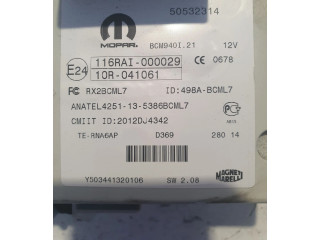 50532314
MOPAR. BCM940I.21 12V
E24 116RAI-000029 CE 0678
10R-041061
FC RX2BCML7 ID:498A-BCML7
ANATEL4251-13-5386BCML7
CMIIT ID:2012DJ4342
TE-RNA6AP D369 280 14
MAGNETI
MARELLI
Y503441320106 SW 2.08